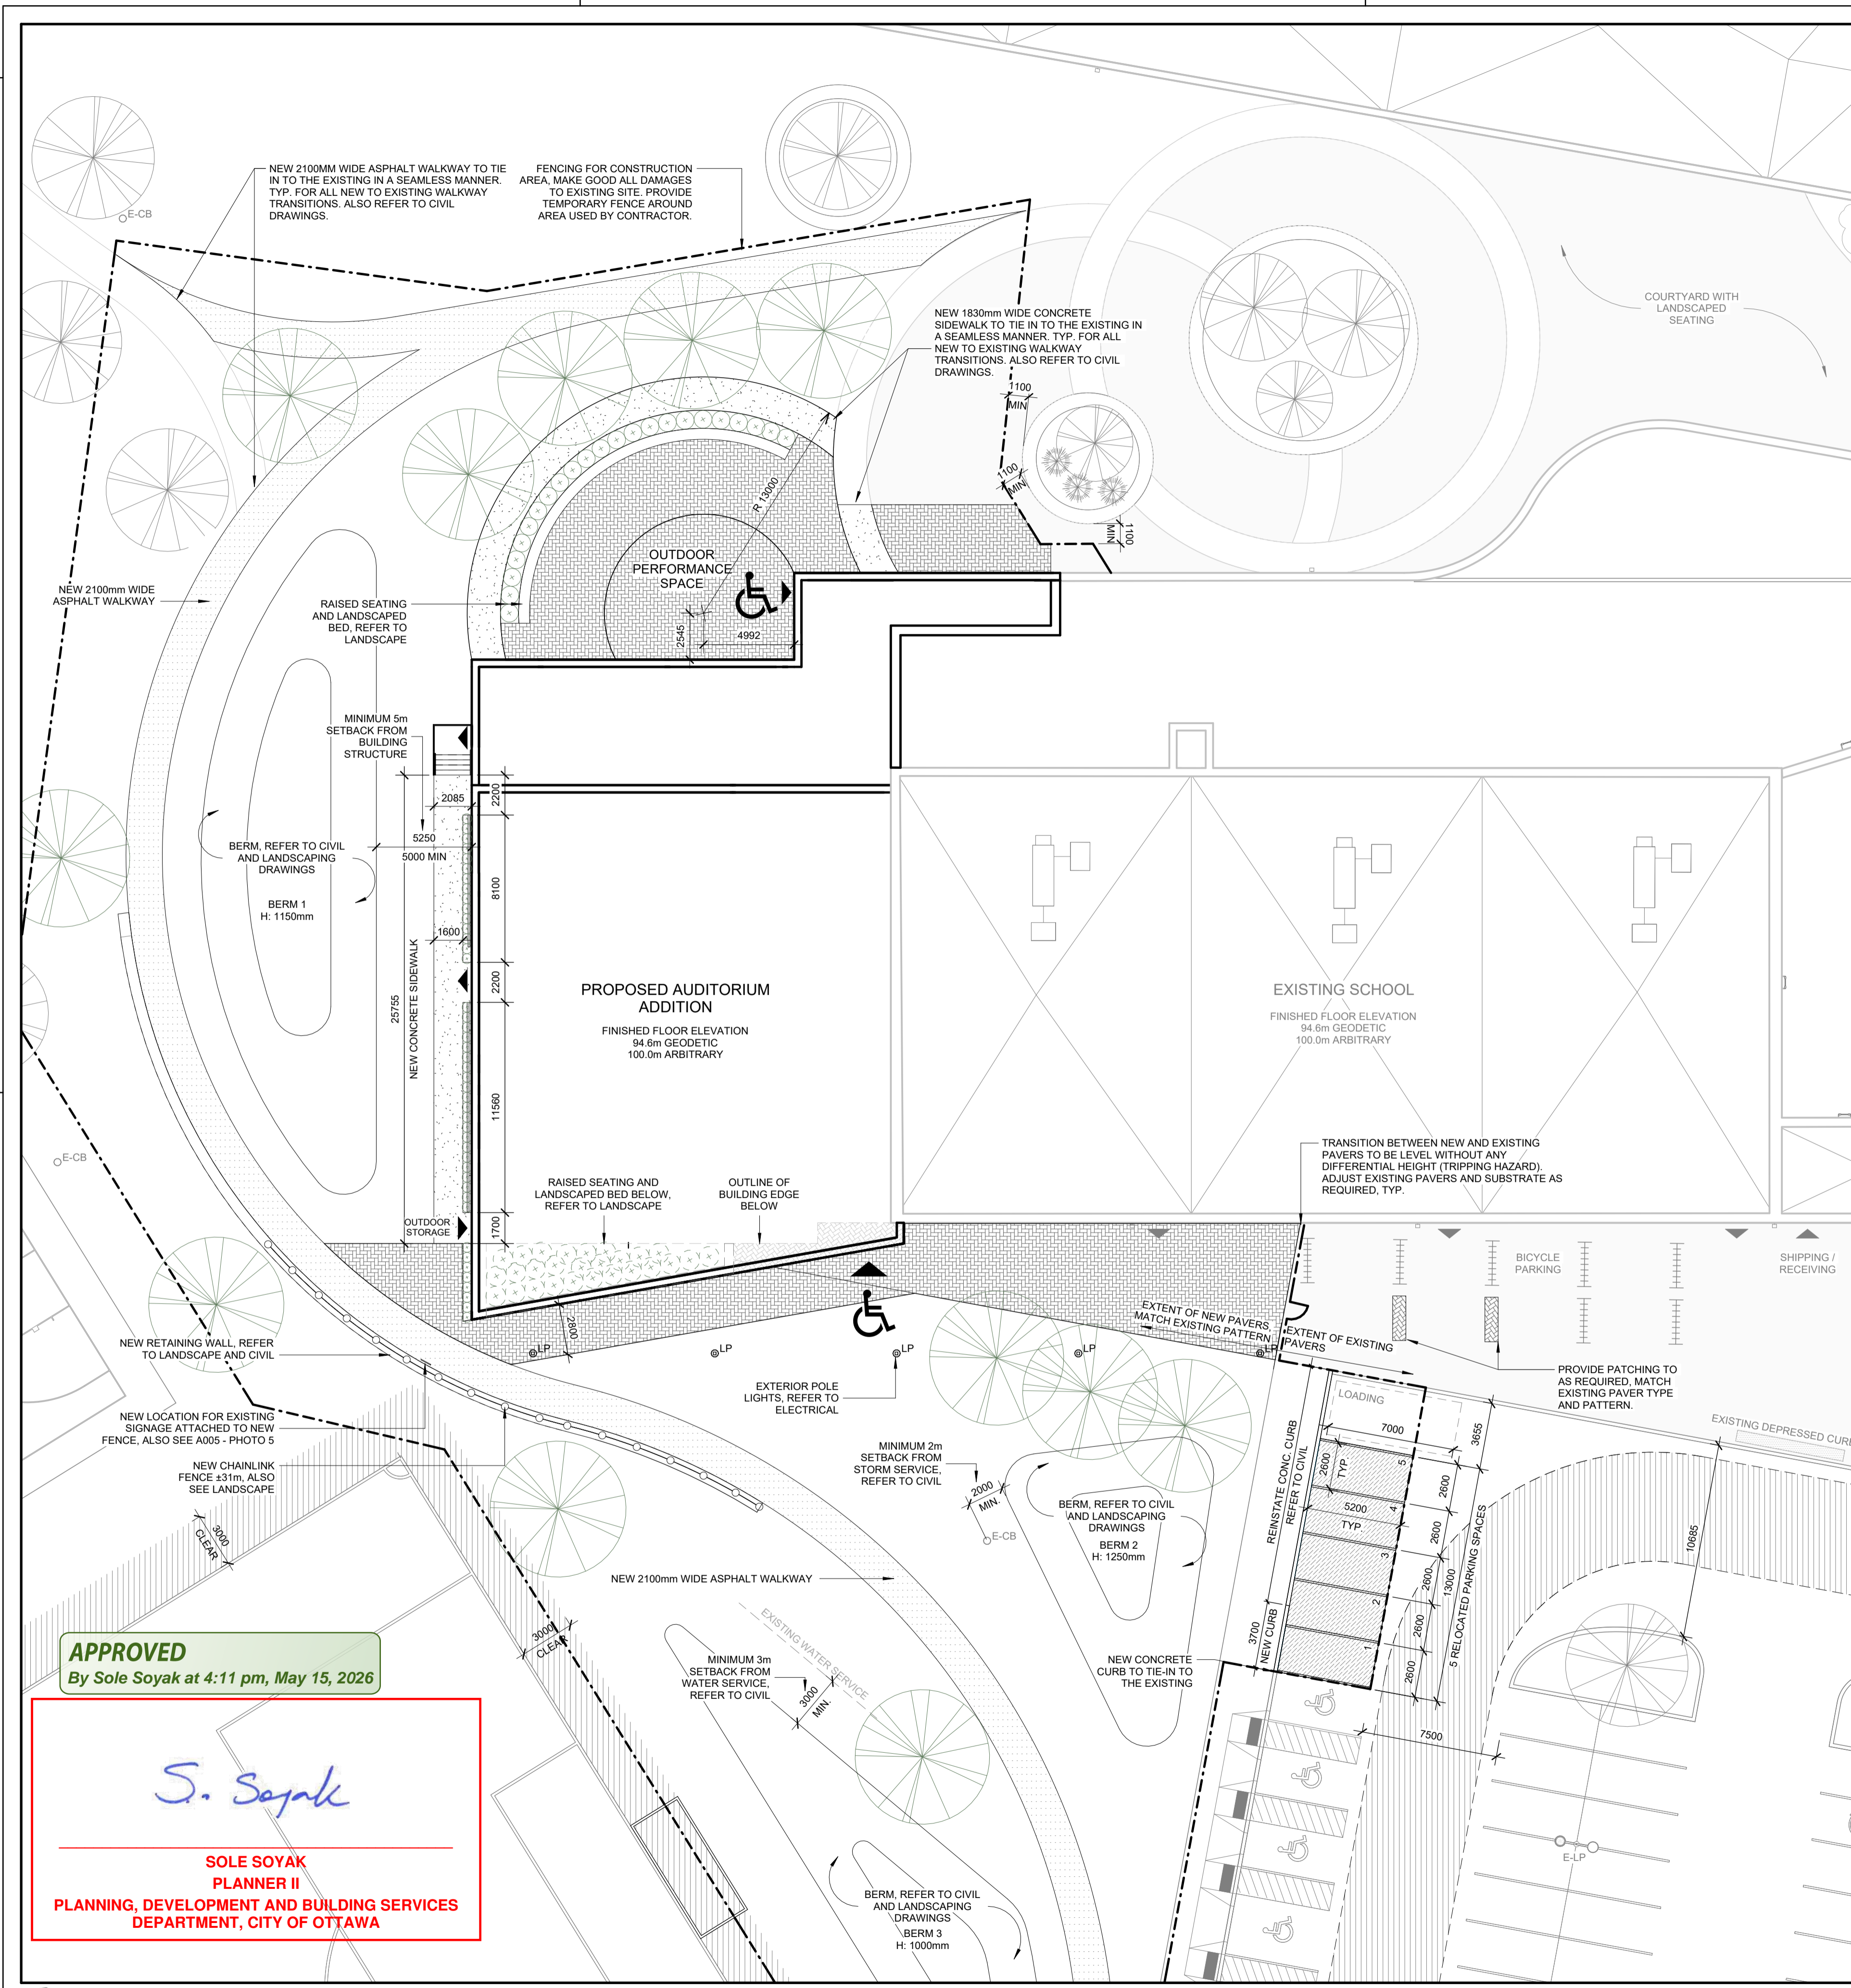 NEW 2100MM WIDE ASPHALT WALKWAY TO TIE
IN TO THE EXISTING IN A SEAMLESS MANNER.
TYP. FOR ALL NEW TO EXISTING WALKWAY
TRANSITIONS. ALSO REFER TO CIVIL
DRAWINGS.
FENCING FOR CONSTRUCTION
AREA, MAKE GOOD ALL DAMAGES
TO EXISTING SITE. PROVIDE
TEMPORARY FENCE AROUND
AREA USED BY CONTRACTOR.
E-CB
COURTYARD WITH
LANDSCAPED
SEATING
NEW 1830mm WIDE CONCRETE
SIDEWALK TO TIE IN TO THE EXISTING IN
A SEAMLESS MANNER. TYP. FOR ALL
NEW TO EXISTING WALKWAY
TRANSITIONS. ALSO REFER TO CIVIL
DRAWINGS.
1100
MIN
1100
MIN
1100
MIN
R 13000
OUTDOOR
PERFORMANCE
SPACE
2545
4992
NEW 2100mm WIDE
ASPHALT WALKWAY
RAISED SEATING
AND LANDSCAPED
BED, REFER TO
LANDSCAPE
MINIMUM 5m
SETBACK FROM
BUILDING
STRUCTURE
2085
2200
5250
5000 MIN
BERM, REFER TO CIVIL
AND LANDSCAPING
DRAWINGS
BERM 1
H: 1150mm
8100
1600
2200
25755
NEW CONCRETE SIDEWALK
11560
1700
PROPOSED AUDITORIUM
ADDITION
FINISHED FLOOR ELEVATION
94.6m GEODETIC
100.0m ARBITRARY
EXISTING SCHOOL
FINISHED FLOOR ELEVATION
94.6m GEODETIC
100.0m ARBITRARY
E-CB
TRANSITION BETWEEN NEW AND EXISTING
PAVERS TO BE LEVEL WITHOUT ANY
DIFFERENTIAL HEIGHT (TRIPPING HAZARD).
ADJUST EXISTING PAVERS AND SUBSTRATE AS
REQUIRED, TYP.
RAISED SEATING AND
LANDSCAPED BED BELOW,
REFER TO LANDSCAPE
OUTLINE OF
BUILDING EDGE
BELOW
OUTDOOR
STORAGE
BICYCLE
PARKING
SHIPPING /
RECEIVING
2800
LP
LP
LP
LP
LP
EXTENT OF NEW PAVERS,
MATCH EXISTING PATTERN
EXTENT OF EXISTING
PAVERS
NEW RETAINING WALL, REFER
TO LANDSCAPE AND CIVIL
EXTERIOR POLE
LIGHTS, REFER TO
ELECTRICAL
PROVIDE PATCHING TO
AS REQUIRED, MATCH
EXISTING PAVER TYPE
AND PATTERN.
LOADING
7000
3655
EXISTING DEPRESSED CURB
NEW LOCATION FOR EXISTING
SIGNAGE ATTACHED TO NEW
FENCE, ALSO SEE A005 - PHOTO 5
NEW CHAINLINK
FENCE ±31m, ALSO
SEE LANDSCAPE
MINIMUM 2m
SETBACK FROM
STORM SERVICE,
REFER TO CIVIL
2000
MIN.
E-CB
BERM, REFER TO CIVIL
AND LANDSCAPING
DRAWINGS
BERM 2
H: 1250mm
REINSTATE CONC. CURB
REFER TO CIVIL
2600
TYP.
5200
TYP.
5
4
3
2
1
2600
2600
2600
2600
2600
13000
5 RELOCATED PARKING SPACES
10685
3000
CLEAR
NEW 2100mm WIDE ASPHALT WALKWAY
EXISTING WATER SERVICE
3700
NEW CURB
3000
CLEAR
MINIMUM 3m
SETBACK FROM
WATER SERVICE,
REFER TO CIVIL
3000
MIN.
NEW CONCRETE
CURB TO TIE-IN TO
THE EXISTING
7500
E-LP
BERM, REFER TO CIVIL
AND LANDSCAPING
DRAWINGS
BERM 3
H: 1000mm
APPROVED
By Sole Soyak at 4:11 pm, May 15, 2026
S. Soyak
SOLE SOYAK
PLANNER II
PLANNING, DEVELOPMENT AND BUILDING SERVICES
DEPARTMENT, CITY OF OTTAWA